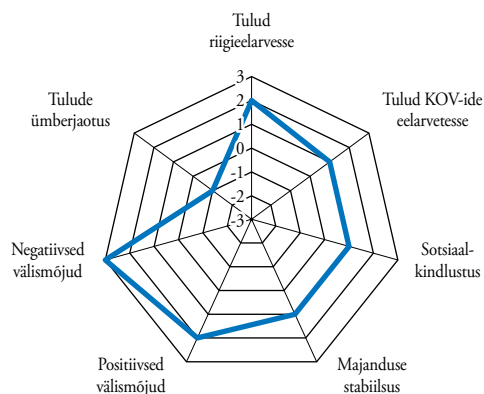 Tulud
riigieelarvesse
Tulud KOV-ide
eelarvetesse
Sotsiaal-
kindlustus
Majanduse
stabiilsus
Positiivsed
välismõjud
Negatiivsed
välismõjud
Tulude
ümberjaotus
3
2
1
0
-1
-2
-3